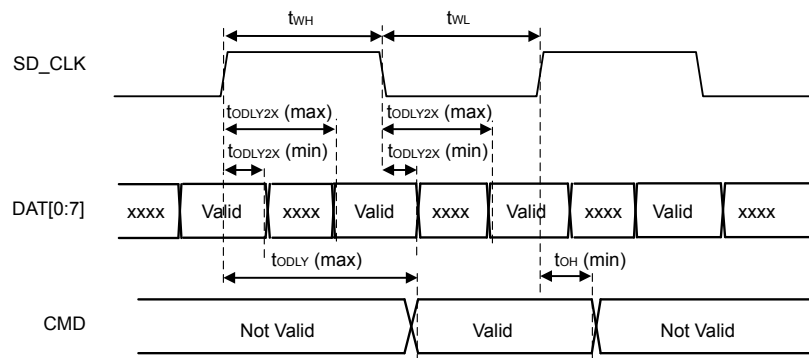 tWH tWL
SD_CLK
tODLY2X (max) tODLY2X (max)
tODLY2X (min) tODLY2X (min)
DAT[0:7] xxxx Valid xxxx Valid xxxx Valid xxxx Valid xxxx
tODLY (max) tOH (min)
CMD Not Valid Valid Not Valid